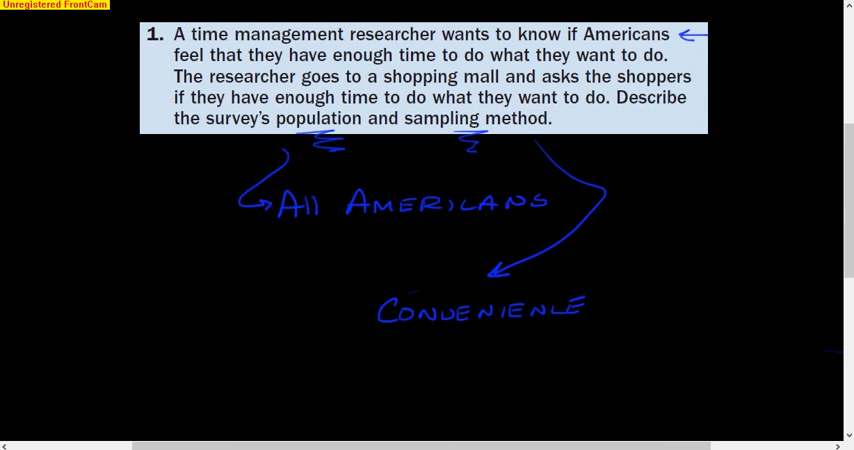 Unregistered FrontCam
1. A time management researcher wants to know if Americans
feel that they have enough time to do what they want to do.
The researcher goes to a shopping mall and asks the shoppers
if they have enough time to do what they want to do. Describe
the survey's population and sampling method.
All AMERICANS
CONVENIENCE